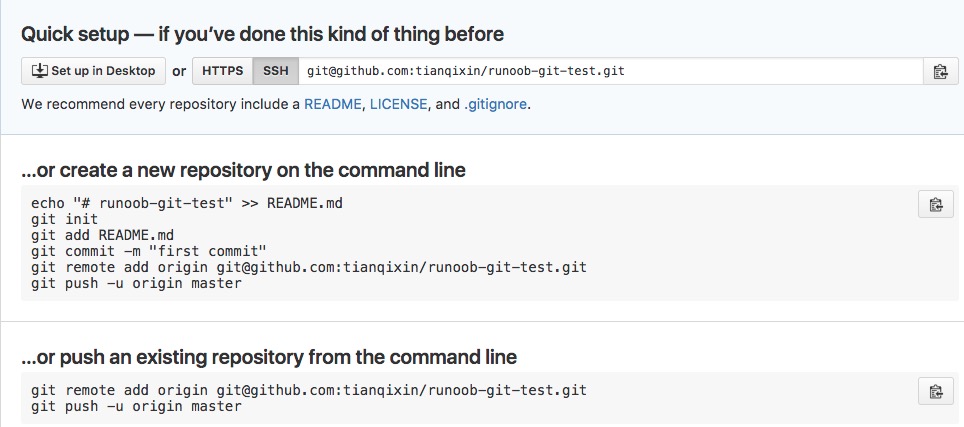 Quick setup — if you’ve done this kind of thing before
Set up in Desktop or HTTPS SSH git@github.com:tianqixin/runoob-git-test.git
We recommend every repository include a README, LICENSE, and .gitignore.
…or create a new repository on the command line
echo "# runoob-git-test" >> README.md
git init
git add README.md
git commit -m "first commit"
git remote add origin git@github.com:tianqixin/runoob-git-test.git
git push -u origin master
…or push an existing repository from the command line
git remote add origin git@github.com:tianqixin/runoob-git-test.git
git push -u origin master